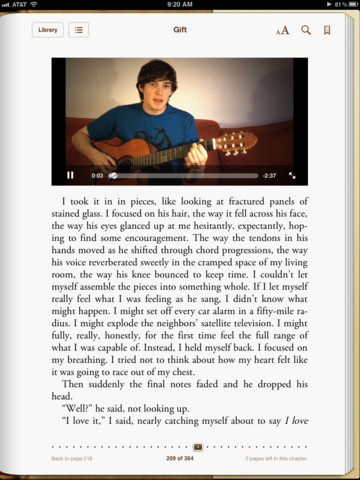 AT&T 9:20 AM 81%
Library Gift AA
0:03 -2:37
I took it in in pieces, like looking at fractured panels of
stained glass. I focused on his hair, the way it fell across his face,
the way his eyes glanced up at me hesitantly, expectantly, hop-
ing to find some encouragement. The way the tendons in his
hands moved as he shifted through chord progressions, the way
his voice reverberated sweetly in the cramped space of my living
room, the way his knee bounced to keep time. I couldn't let
myself assemble the pieces into something whole. If I let myself
really feel what I was feeling as he sang, I didn't know what
might happen. I might set off every car alarm in a fifty-mile ra-
dius. I might explode the neighbors' satellite television. I might
fully, really, honestly, for the first time feel the full range of
what I was capable of. Instead, I held myself back. I focused on
my breathing. I tried not to think about how my heart felt like
it was going to race out of my chest.
Then suddenly the final notes faded and he dropped his
head.
"Well?" he said, not looking up.
"I love it," I said, nearly catching myself about to say I love
Back to page 218 209 of 364 5 pages left in this chapter